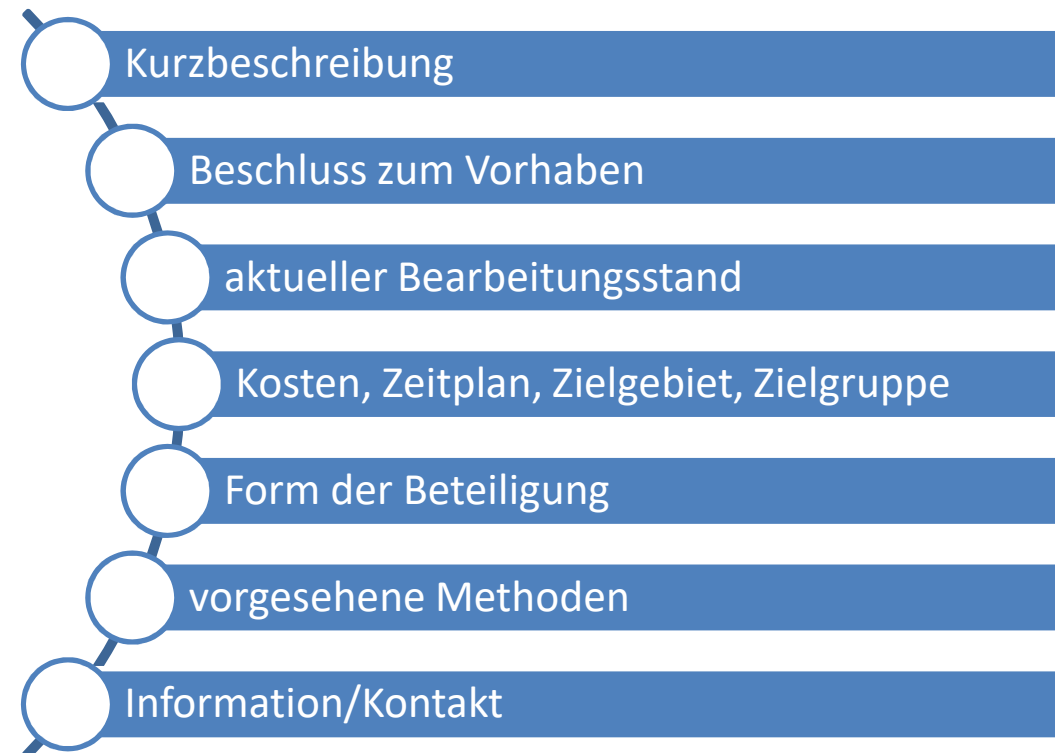 Kurzbeschreibung
Beschluss zum Vorhaben
aktueller Bearbeitungsstand
Kosten, Zeitplan, Zielgebiet, Zielgruppe
Form der Beteiligung
vorgesehene Methoden
Information/Kontakt